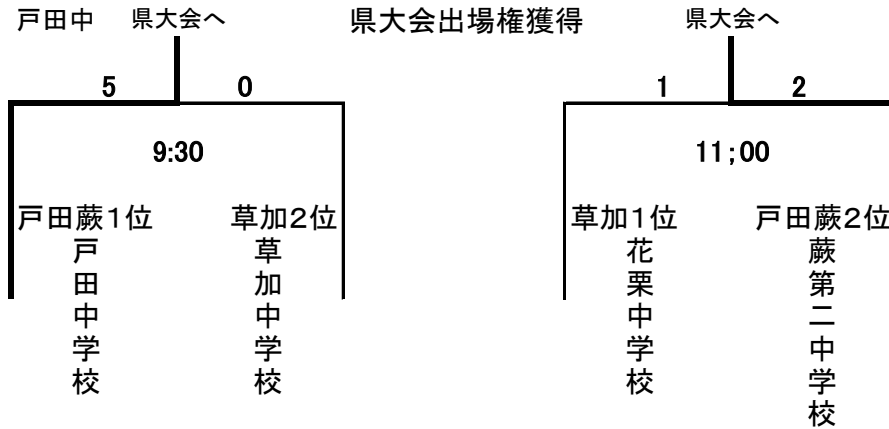 戸田中 県大会へ 県大会出場権獲得 県大会へ
5 0 1 2
9:30 11;00
戸田蕨1位 草加2位 草加1位 戸田蕨2位
戸田中学校
草加中学校
花栗中学校
蕨第二中学校